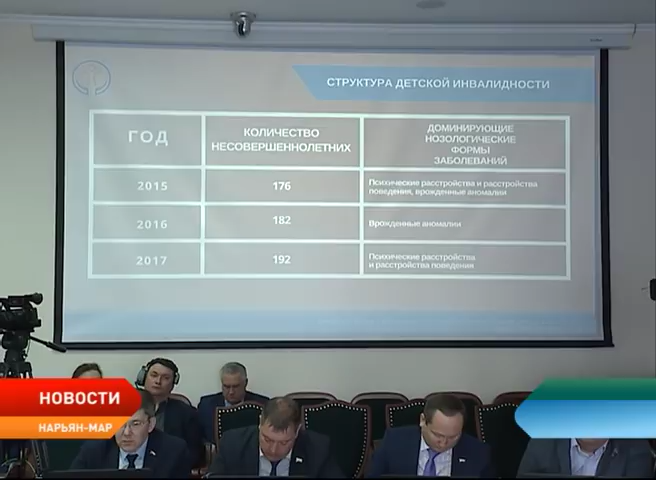 СТРУКТУРА ДЕТСКОЙ ИНВАЛИДНОСТИ
ГОД
КОЛИЧЕСТВО
НЕСОВЕРШЕННОЛЕТНИХ
ДОМИНИРУЮЩИЕ
НОЗОЛОГИЧЕСКИЕ
ФОРМЫ
ЗАБОЛЕВАНИЙ
2015
176
Психические расстройства и расстройства
поведения, врожденные аномалии
2016
182
Врожденные аномалии
2017
192
Психические расстройства
и расстройства поведения
НОВОСТИ
НАРЬЯН-МАР